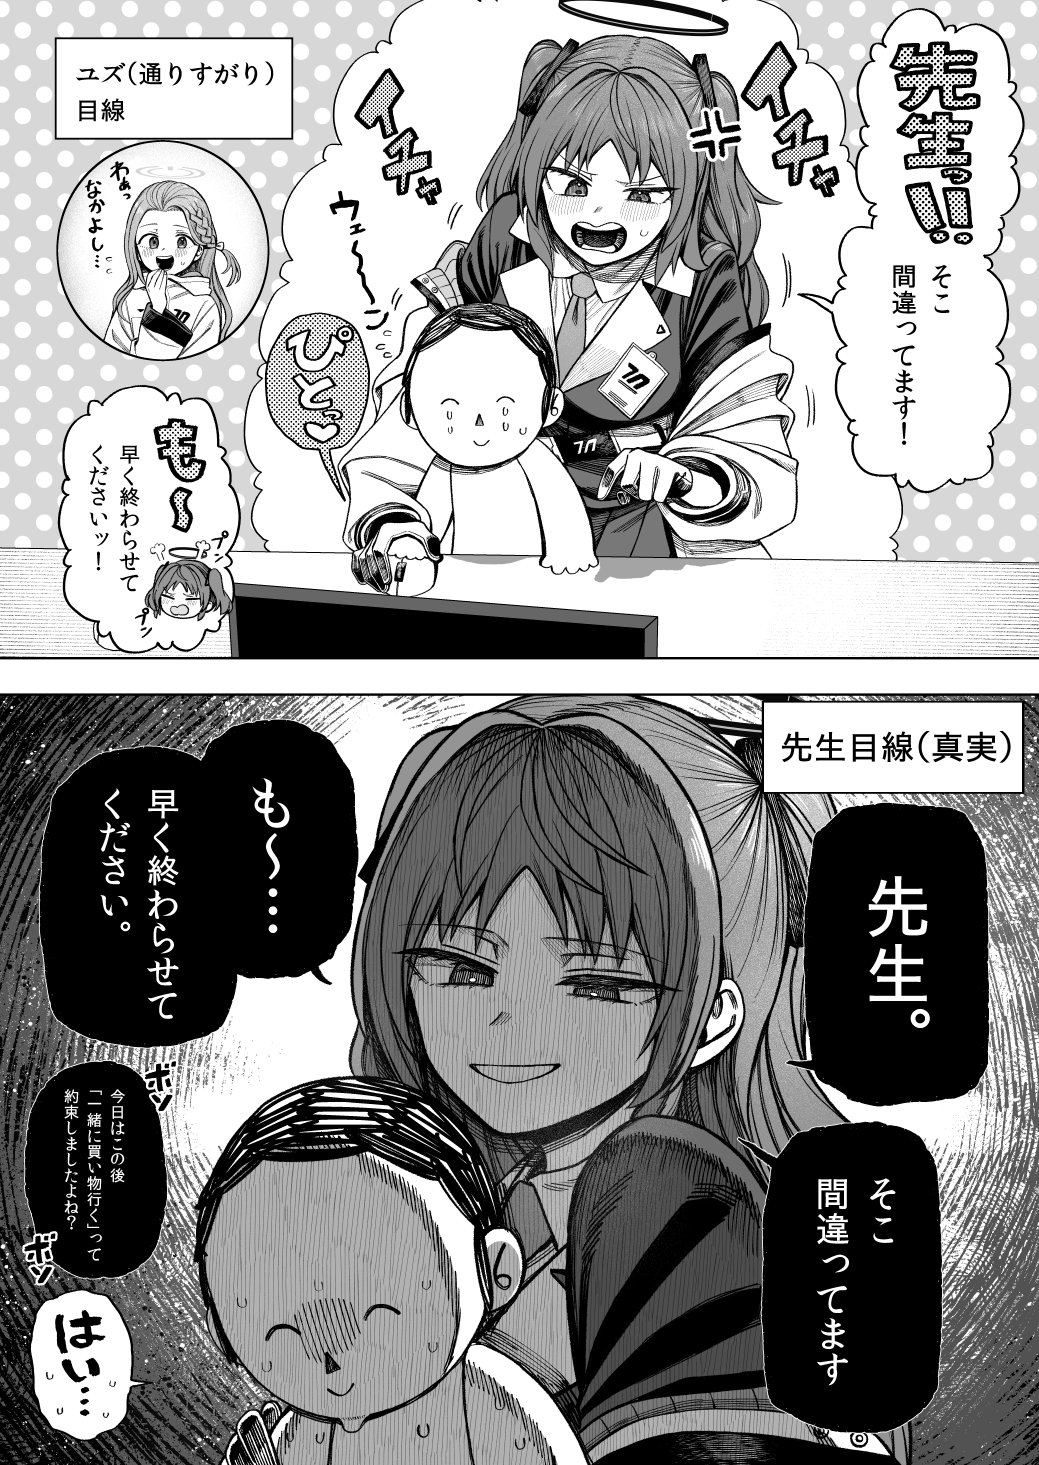 ユズ(通りすがり)
目線
先生っ!!
そこ
間違ってます!
イチャ
イチャ
ウェ〜〜ン
ぴとっ♡
わぁっ
なかよし…
も〜〜
早く終わらせて
くださいッ!
プン
プン
先生目線(真実)
先生。
そこ
間違ってます
も〜…
早く終わらせて
ください。
ボソ
今日はこの後
「一緒に買い物行く」って
約束しましたよね?
ボソ
はい…